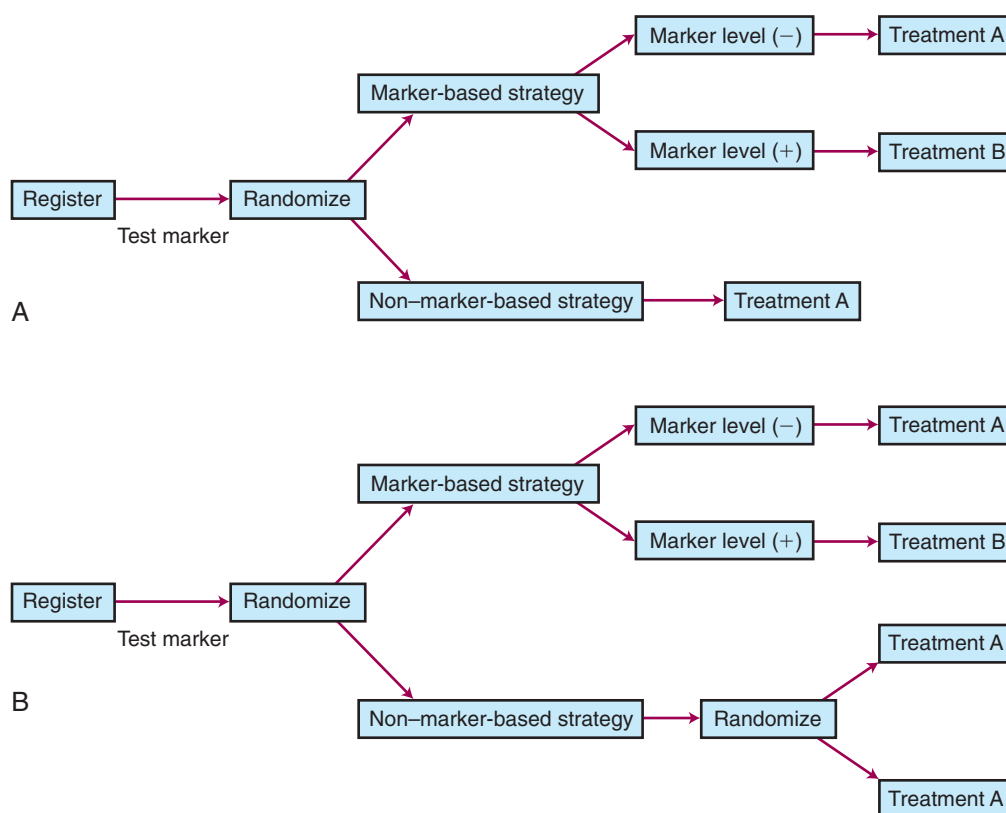 Marker level (−)
Treatment A
Marker-based strategy
Marker level (+)
Treatment B
Register
Randomize
Test marker
Non–marker-based strategy
Treatment A
A
Marker level (−)
Treatment A
Marker-based strategy
Marker level (+)
Treatment B
Register
Randomize
Test marker
Treatment A
B
Non–marker-based strategy
Randomize
Treatment A